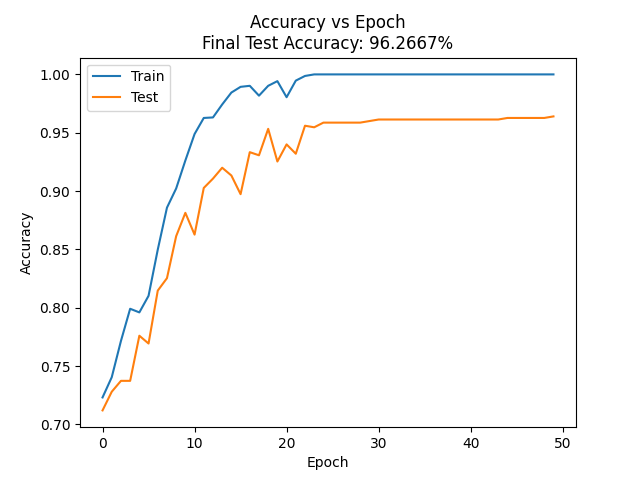 Accuracy vs Epoch
Final Test Accuracy: 96.2667%
Train
Test
1.00
0.95
0.90
0.85
0.80
0.75
0.70
Accuracy
0
10
20
30
40
50
Epoch